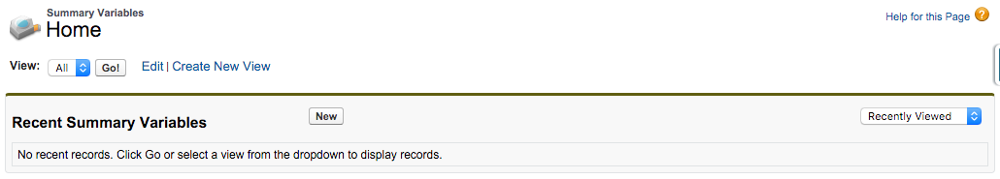 Summary Variables
Home
Help for this Page ?
View: All Go! Edit | Create New View
Recent Summary Variables New Recently Viewed
No recent records. Click Go or select a view from the dropdown to display records.